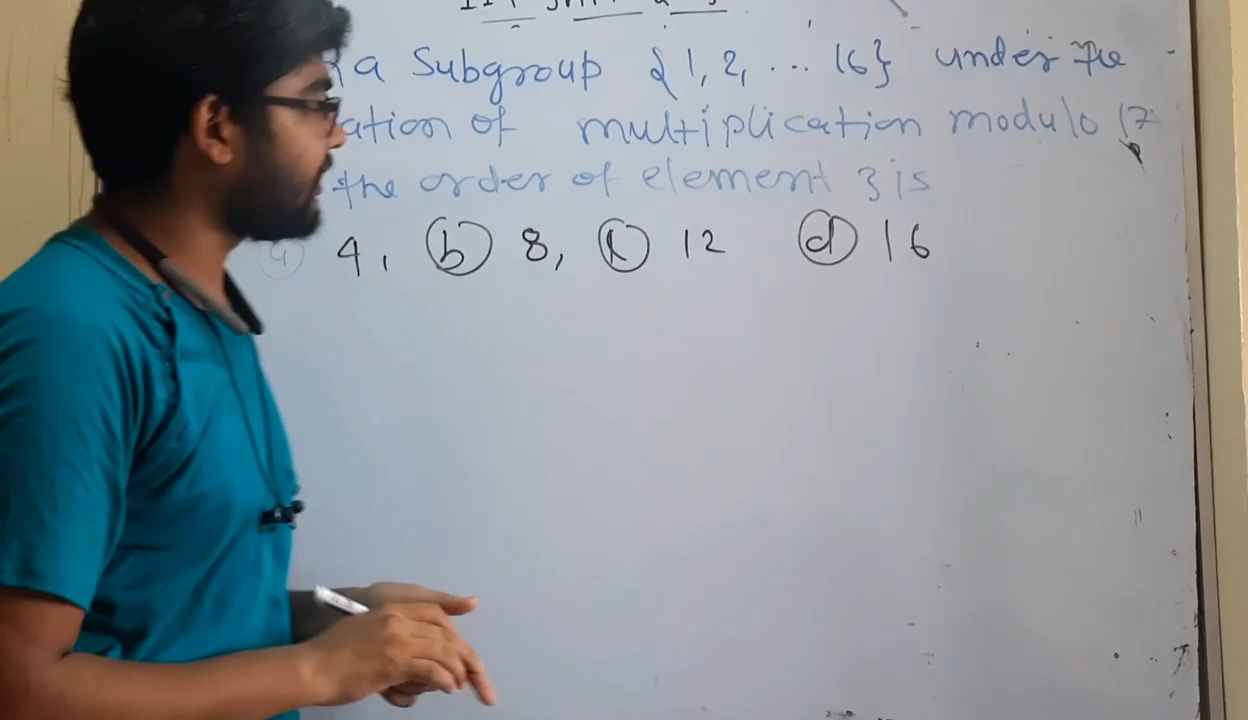 a Subgroup {1, 2, ... 16} under the
ation of multiplication modulo 17
the order of element 3 is
4, (b) 8, (c) 12 (d) 16